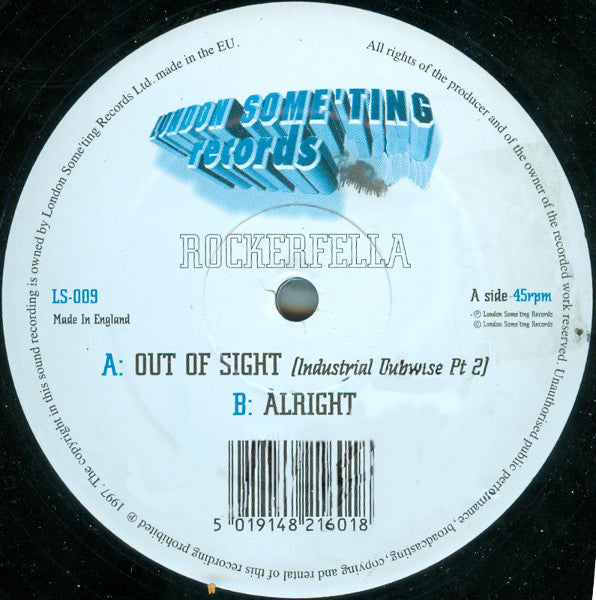 ℗ 1997. The copyright in this sound recording is owned by London Some'ting Records Ltd. made in the EU.
All rights of the producer and of the owner of the recorded work reserved. Unauthorised public performance, broadcasting, copying, copying and rental of this recording prohibited
LONDON SOME'TING
records
ROCKERFELLA
LS-009
Made In England
A side 45rpm
℗ London Some'ting Records
© London Some'ting Records
A: OUT OF SIGHT (Industrial Dubwise Pt 2)
B: ALRIGHT
5 019148 216018